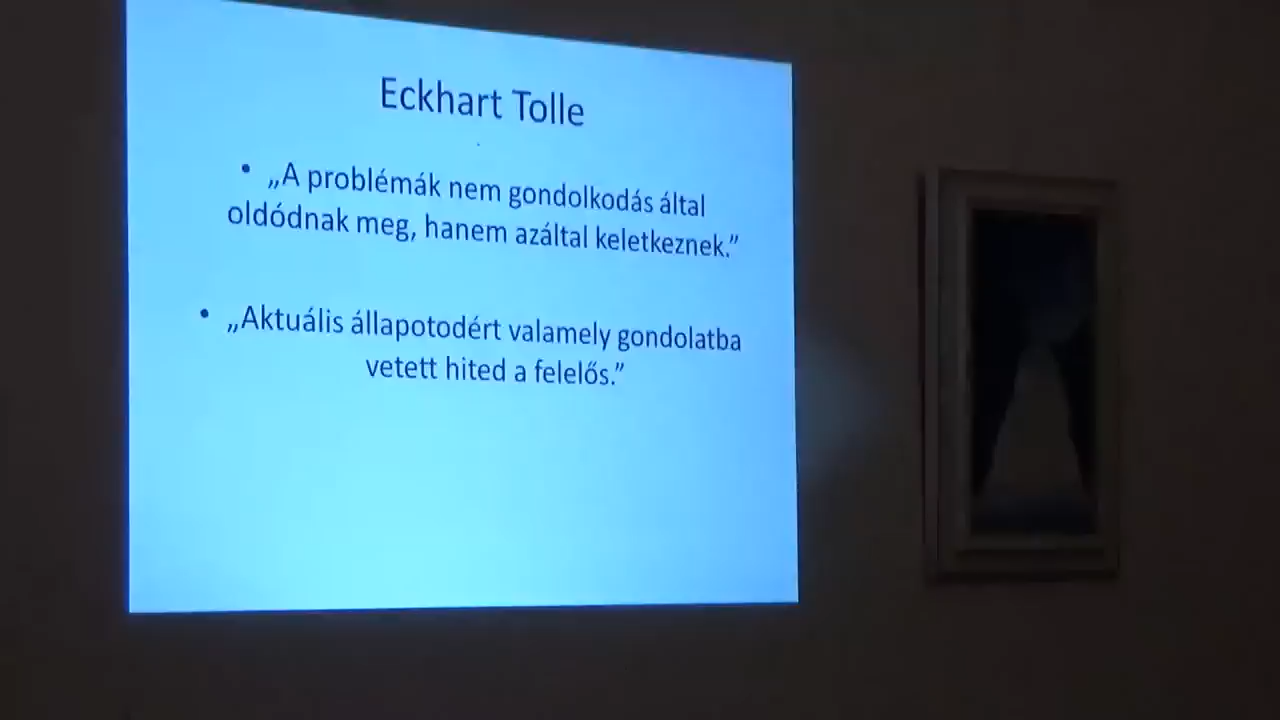 Eckhart Tolle
• „A problémák nem gondolkodás által
oldódnak meg, hanem azáltal keletkeznek.”
• „Aktuális állapotodért valamely gondolatba
vetett hited a felelős.”